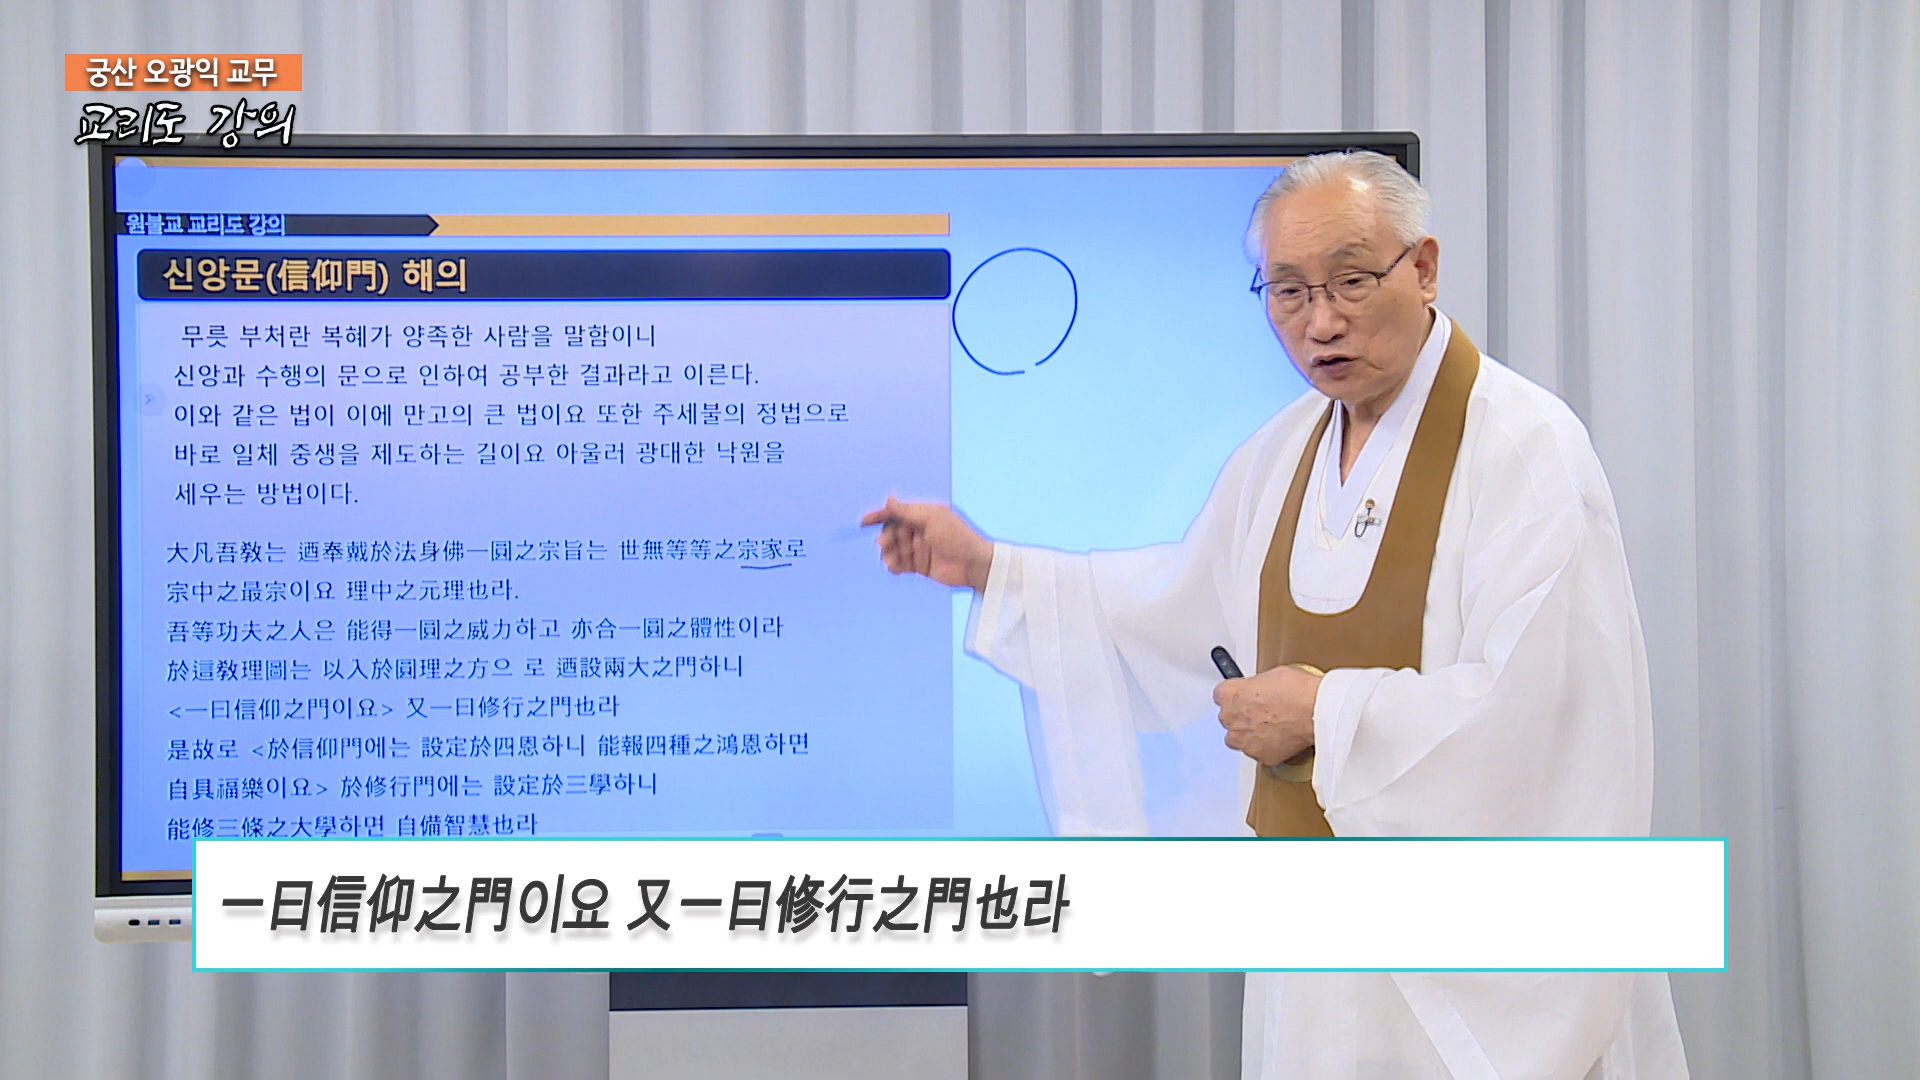 궁산 오광익 교무
교리도 강의
원불교 교리도 강의
신앙문(信仰門) 해의
무릇 부처란 복혜가 양족한 사람을 말함이니
신앙과 수행의 문으로 인하여 공부한 결과라고 이른다.
이와 같은 법이 이에 만고의 큰 법이요 또한 주세불의 정법으로
바로 일체 중생을 제도하는 길이요 아울러 광대한 낙원을
세우는 방법이다.
大凡吾敎는 迺奉戴於法身佛一圓之宗旨는 世無等等之宗家로
宗中之最宗이요 理中之元理也라.
吾等功夫之人은 能得一圓之威力하고 亦合一圓之體性이라
於這敎理圖는 以入於圓理之方으 로 迺設兩大之門하니
<一曰信仰之門이요> 又一曰修行之門也라
是故로 <於信仰門에는 設定於四恩하니 能報四種之鴻恩하면
自具福樂이요> 於修行門에는 設定於三學하니
能修三條之大學하면 自備智慧也라
一曰信仰之門이요 又一曰修行之門也라